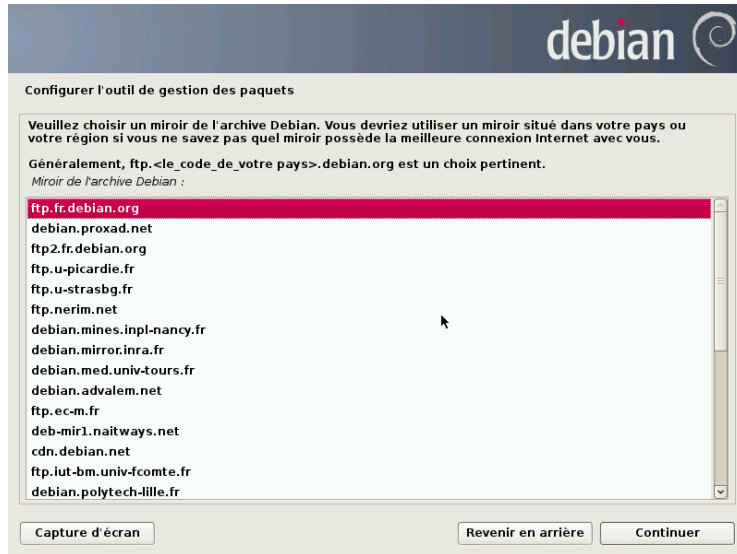 debian
Configurer l'outil de gestion des paquets
Veuillez choisir un miroir de l'archive Debian. Vous devriez utiliser un miroir situé dans votre pays ou
votre région si vous ne savez pas quel miroir possède la meilleure connexion Internet avec vous.
Généralement, ftp.<le_code_de_votre pays>.debian.org est un choix pertinent.
Miroir de l'archive Debian :
ftp.fr.debian.org
debian.proxad.net
ftp2.fr.debian.org
ftp.u-picardie.fr
ftp.u-strasbg.fr
ftp.nerim.net
debian.mines.inpl-nancy.fr
debian.mirror.inra.fr
debian.med.univ-tours.fr
debian.advalem.net
ftp.ec-m.fr
deb-mir1.naitways.net
cdn.debian.net
ftp.iut-bm.univ-fcomte.fr
debian.polytech-lille.fr
Capture d'écran
Revenir en arrière
Continuer